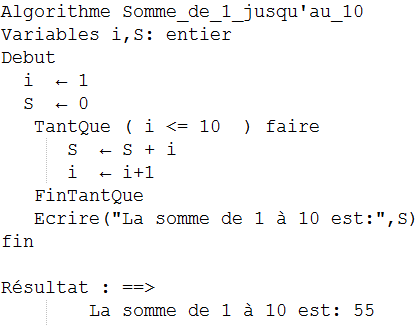 Algorithme Somme_de_1_jusqu'au_10
Variables i,S: entier
Debut
i ← 1
S ← 0
TantQue ( i <= 10 ) faire
S ← S + i
i ← i+1
FinTantQue
Ecrire("La somme de 1 à 10 est:",S)
fin
Résultat : ==>
La somme de 1 à 10 est: 55